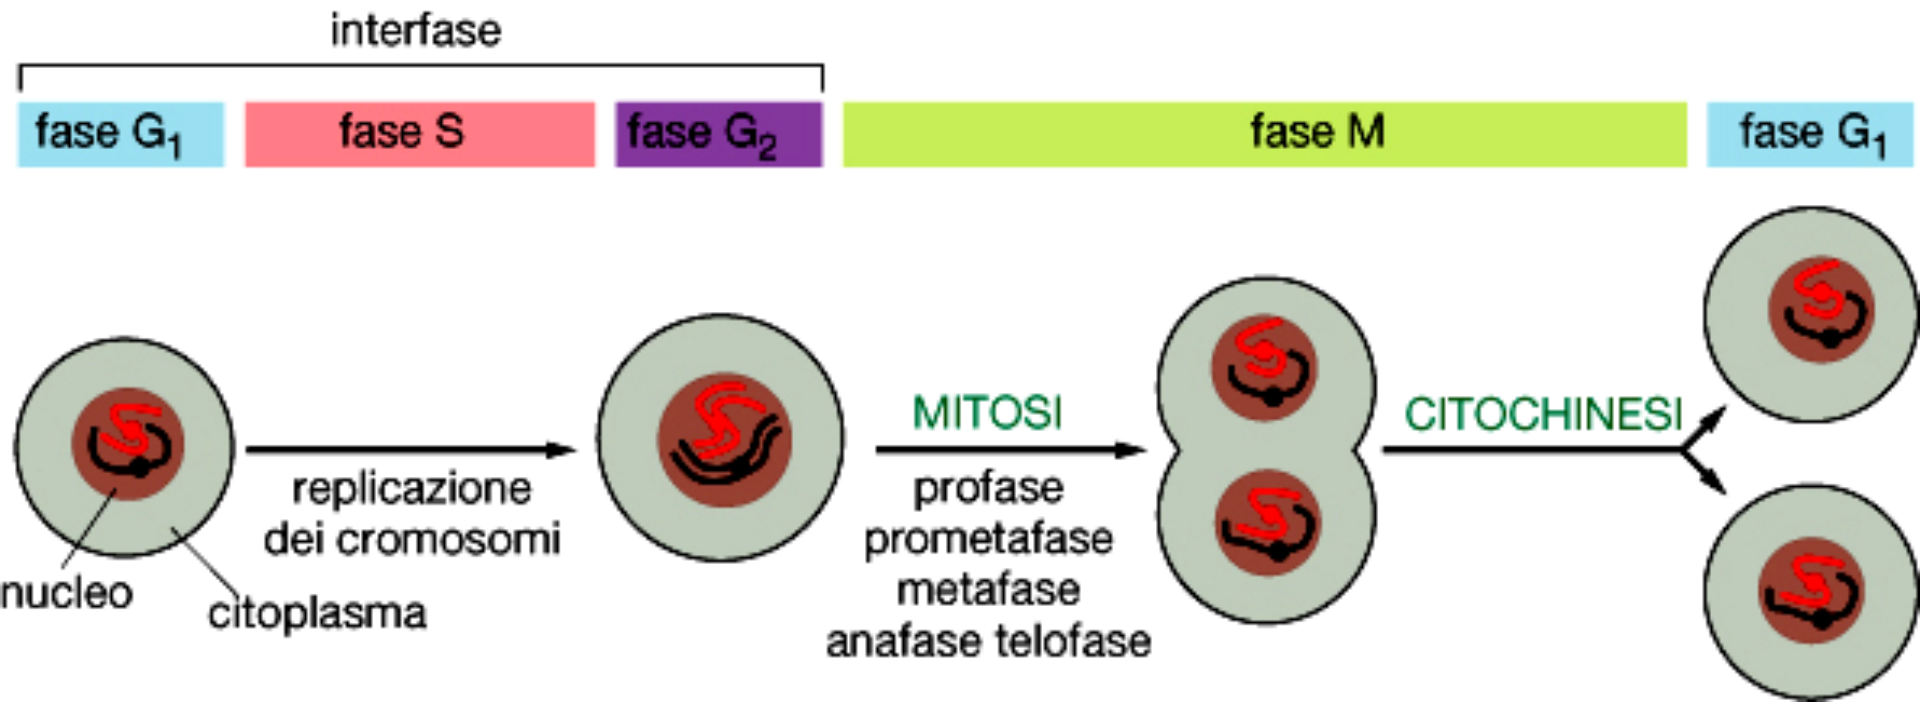 interfase
fase G1
fase S
fase G2
fase M
fase G1
MITOSI
CITOCHINESI
replicazione
dei cromosomi
profase
prometafase
metafase
anafase telofase
nucleo
citoplasma